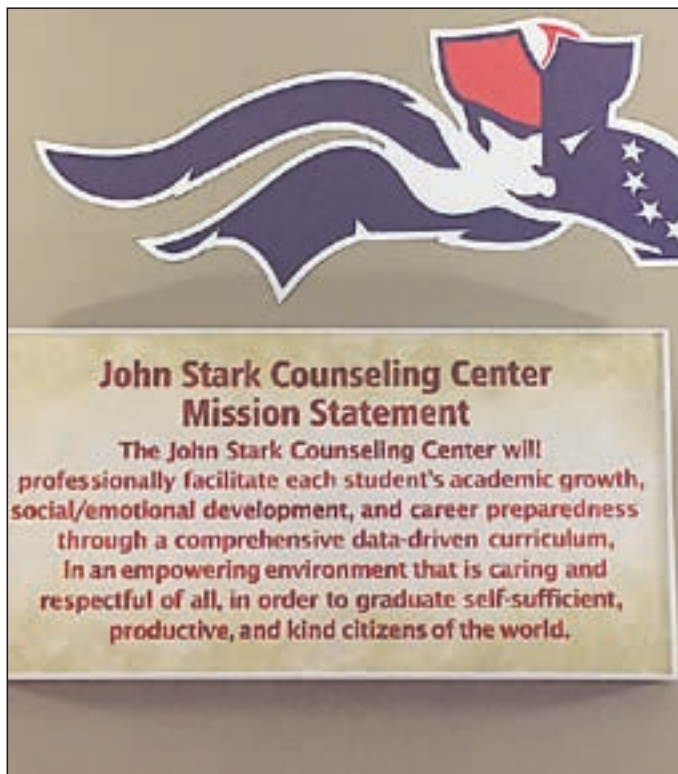 John Stark Counseling Center
Mission Statement
The John Stark Counseling Center will
professionally facilitate each student's academic growth,
social/emotional development, and career preparedness
through a comprehensive data-driven curriculum,
in an empowering environment that is caring and
respectful of all, in order to graduate self-sufficient,
productive, and kind citizens of the world.